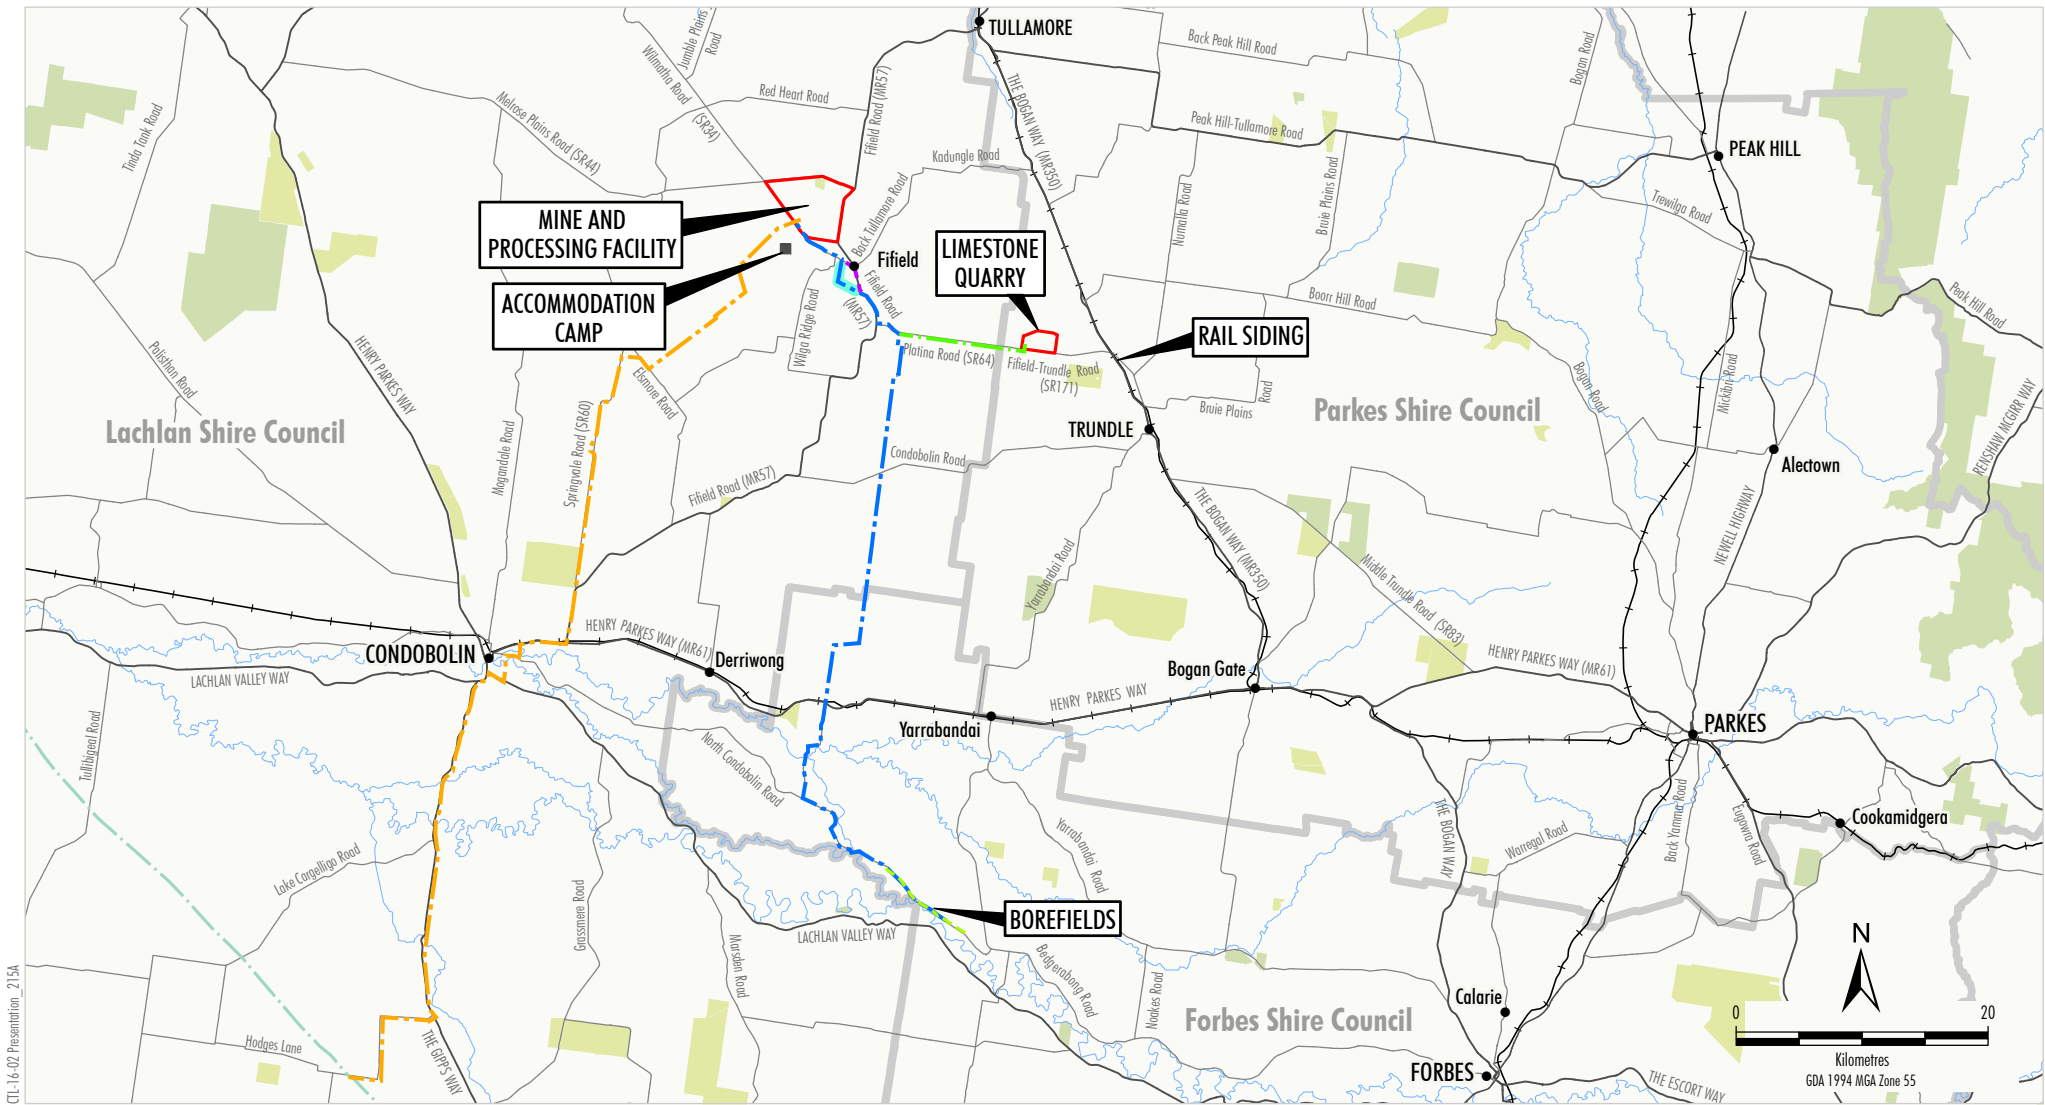 TULLAMORE
Jumble Plains
Road
Wilmatha Road
(SR34)
Back Peak Hill Road
Bogan Road
Red Heart Road
Fifield Road (MR57)
THE BOGAN WAY (MR350)
Melrose Plains Road (SR44)
Tinda Tank Road
Peak Hill-Tullamore Road
PEAK HILL
Kadungle Road
Back Tullamore Road
Numalla Road
Bruie Plains Road
Trewilga Road
MINE AND
PROCESSING FACILITY
LIMESTONE
QUARRY
Fifield
Fifield Road
(MR57)
ACCOMMODATION
CAMP
Wilga Ridge Road
Boorr Hill Road
Peak Hill Road
RAIL SIDING
HENRY PARKES WAY
Palisthan Road
Platina Road (SR64)
Fifield-Trundle Road
(SR171)
Elsmore Road
Bogan Road
Mickibri Road
RENSHAW MCGIRR WAY
Bruie Plains
Road
Lachlan Shire Council
Parkes Shire Council
TRUNDLE
Mogandale Road
Springvale Road (SR60)
Condobolin Road
Fifield Road (MR57)
Alectown
THE BOGAN WAY (MR350)
NEWELL HIGHWAY
Yarrabandai Road
Middle Trundle Road (SR83)
HENRY PARKES WAY (MR61)
CONDOBOLIN
Derriwong
LACHLAN VALLEY WAY
Bogan Gate
HENRY PARKES WAY (MR61)
HENRY PARKES WAY
Yarrabandai
PARKES
Tullibigeal Road
North Condobolin Road
THE BOGAN WAY
Back Yamma Road
Eugowra Road
Cookamidgera
Yarrabandai Road
Warregal Road
Lake Cargelligo Road
Grassmere Road
Marsden Road
LACHLAN VALLEY WAY
BOREFIELDS
Bedgerabong Road
Noakes Road
Calarie
Forbes Shire Council
FORBES
THE ESCORT WAY
Hodges Lane
THE GIPPS WAY
N
0
20
Kilometres
GDA 1994 MGA Zone 55
CTL-16-02 Presentation_215A